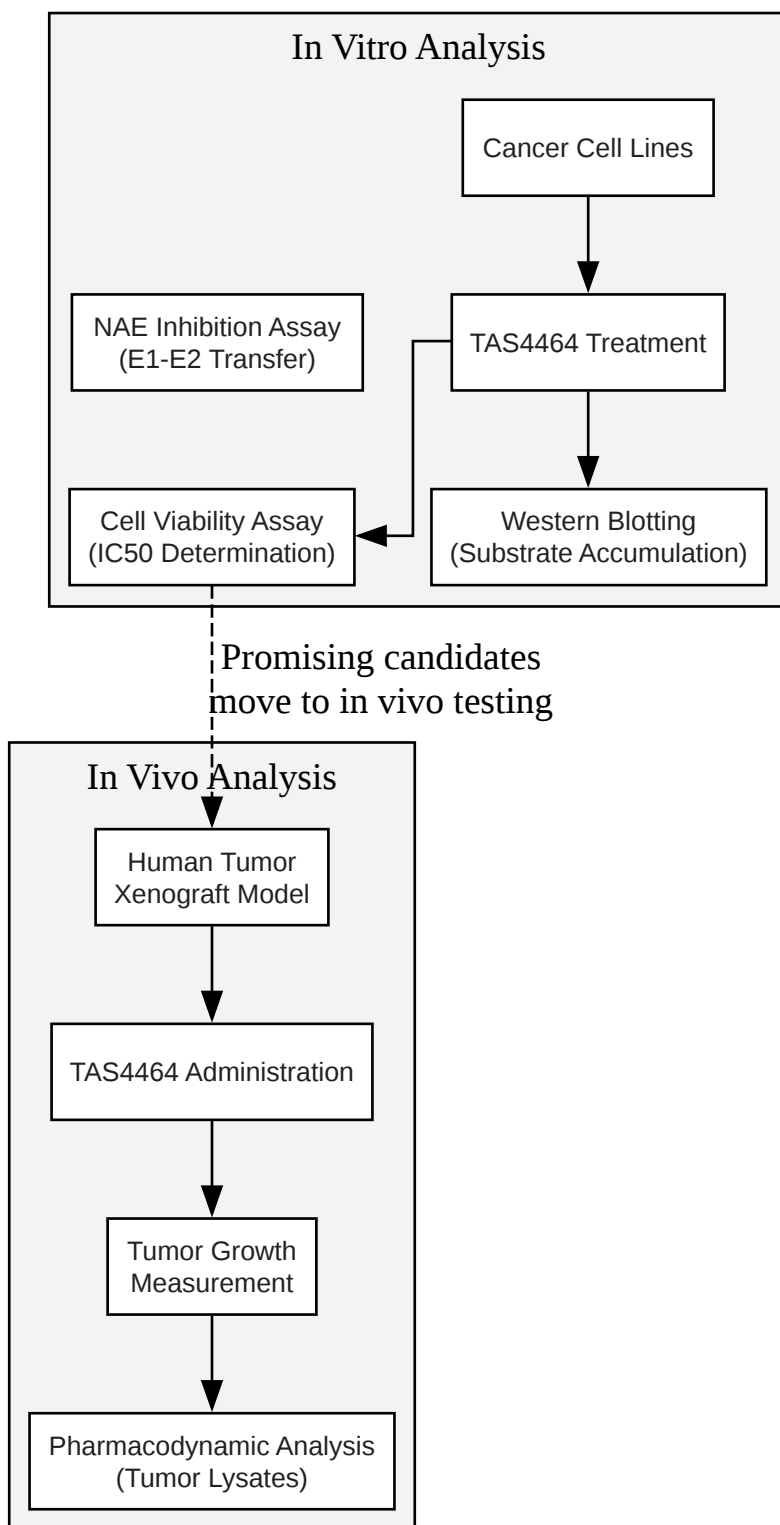 In Vitro Analysis
Cancer Cell Lines
NAE Inhibition Assay
(E1-E2 Transfer)
TAS4464 Treatment
Cell Viability Assay
(IC50 Determination)
Western Blotting
(Substrate Accumulation)
Promising candidates
move to in vivo testing
In Vivo Analysis
Human Tumor
Xenograft Model
TAS4464 Administration
Tumor Growth
Measurement
Pharmacodynamic Analysis
(Tumor Lysates)